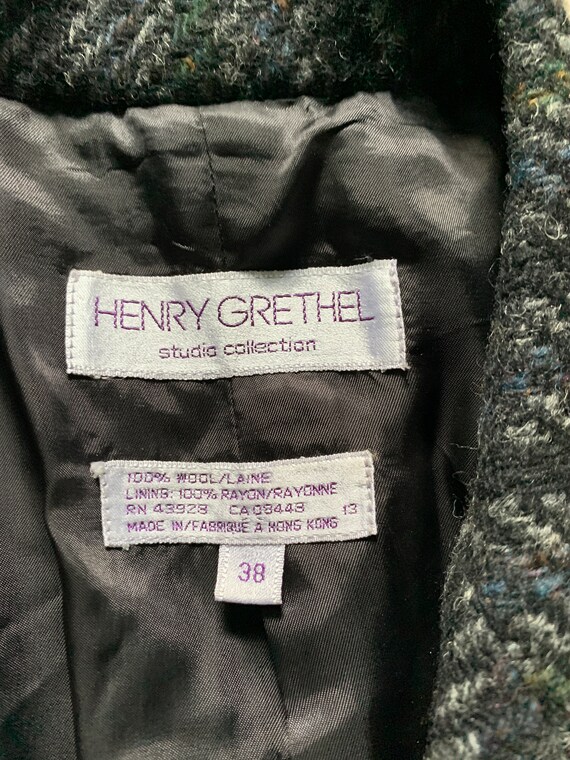 HENRY GRETHEL
studio collection
100% WOOL/LAINE
LINING: 100% RAYON/RAYONNE
RN 43928 CA 08448 13
MADE IN/FABRIQUE A HONG KONG
38